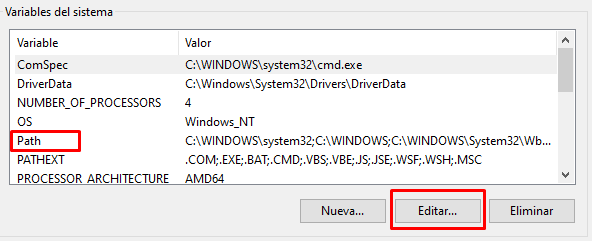 Variables del sistema
Variable Valor
ComSpec C:\WINDOWS\system32\cmd.exe
DriverData C:\Windows\System32\Drivers\DriverData
NUMBER_OF_PROCESSORS 4
OS Windows_NT
Path C:\WINDOWS\system32;C:\WINDOWS;C:\WINDOWS\System32\Wb...
PATHEXT .COM;.EXE;.BAT;.CMD;.VBS;.VBE;JS;.JSE;.WSF;.WSH;.MSC
PROCESSOR_ARCHITECTURE AMD64
Nueva... Editar... Eliminar